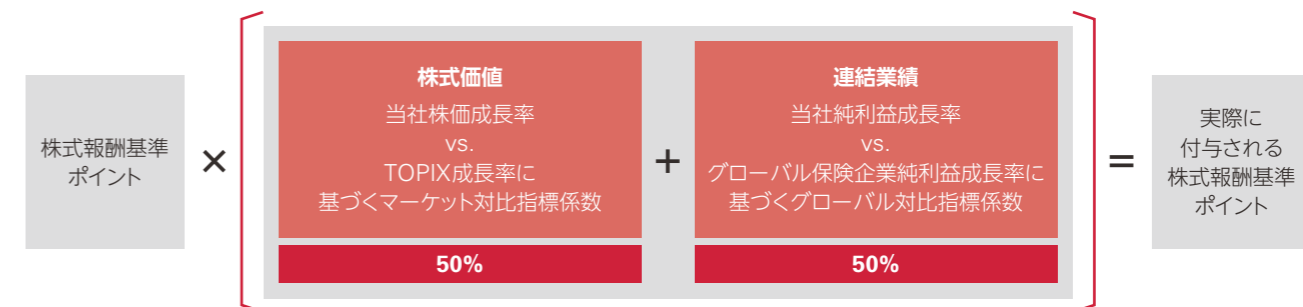 株式報酬基準
ポイント
×
株式価値
当社株価成長率
vs.
TOPIX成長率に
基づくマーケット対比指標係数
50%
+
連結業績
当社純利益成長率
vs.
グローバル保険企業純利益成長率に
基づくグローバル対比指標係数
50%
=
実際に
付与される
株式報酬基準
ポイント